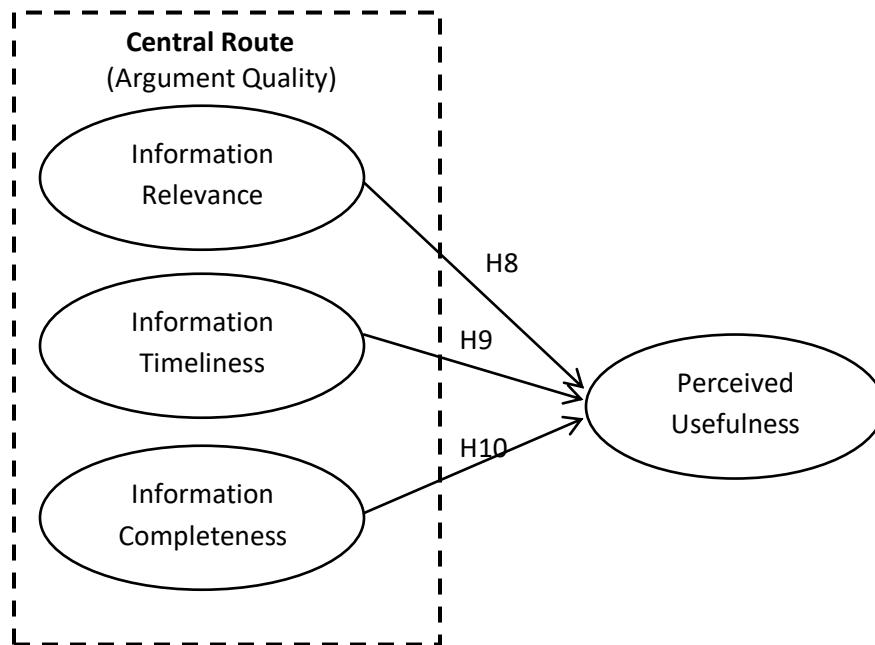 Central Route
(Argument Quality)
Information
Relevance
H8
Information
Timeliness
H9
Perceived
Usefulness
H10
Information
Completeness